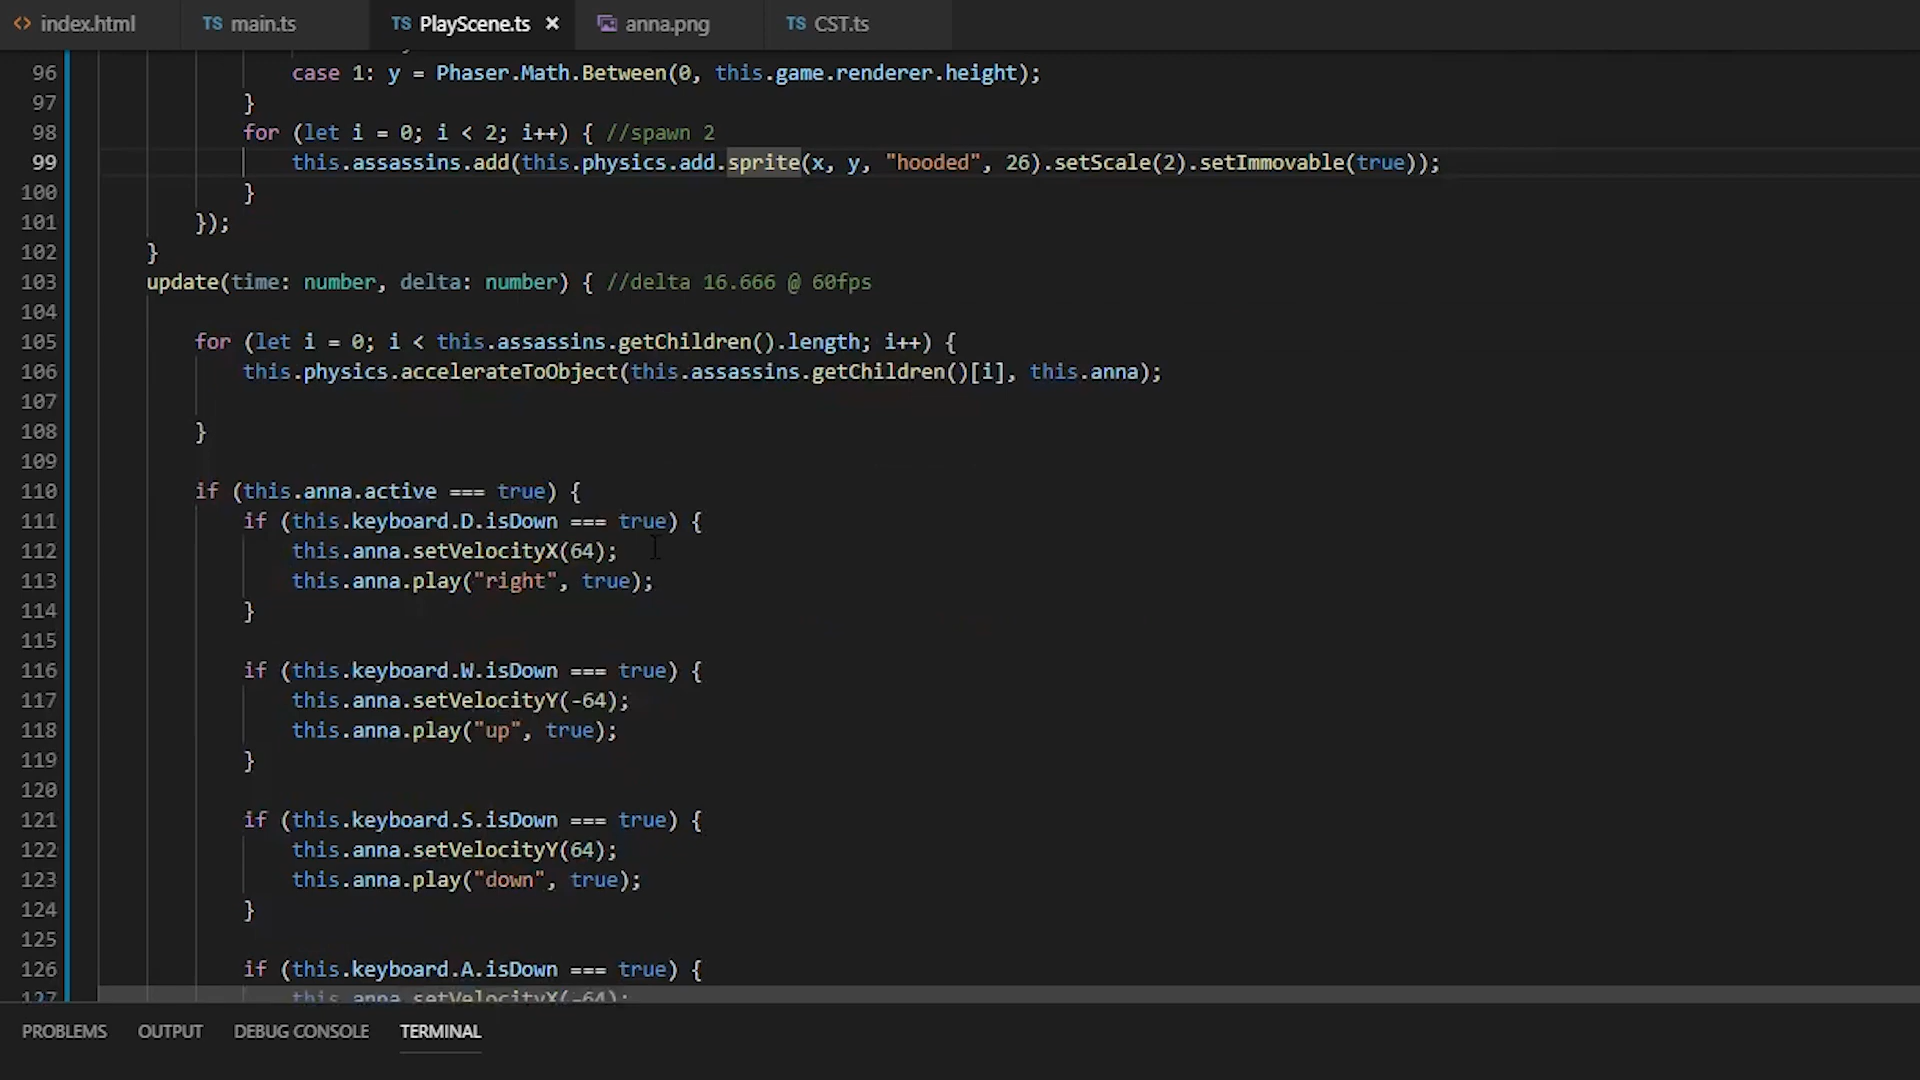 index.html TS main.ts TS PlayScene.ts × anna.png TS CST.ts
96 case 1: y = Phaser.Math.Between(0, this.game.renderer.height);
97 }
98 for (let i = 0; i < 2; i++) { //spawn 2
99 this.assassins.add(this.physics.add.sprite(x, y, "hooded", 26).setScale(2).setImmovable(true));
100 }
101 });
102 }
103 update(time: number, delta: number) { //delta 16.666 @ 60fps
104
105 for (let i = 0; i < this.assassins.getChildren().length; i++) {
106 this.physics.accelerateToObject(this.assassins.getChildren()[i], this.anna);
107
108 }
109
110 if (this.anna.active === true) {
111 if (this.keyboard.D.isDown === true) {
112 this.anna.setVelocityX(64);
113 this.anna.play("right", true);
114 }
115
116 if (this.keyboard.W.isDown === true) {
117 this.anna.setVelocityY(-64);
118 this.anna.play("up", true);
119 }
120
121 if (this.keyboard.S.isDown === true) {
122 this.anna.setVelocityY(64);
123 this.anna.play("down", true);
124 }
125
126 if (this.keyboard.A.isDown === true) {
127 this.anna.setVelocityX(-64);
PROBLEMS OUTPUT DEBUG CONSOLE TERMINAL